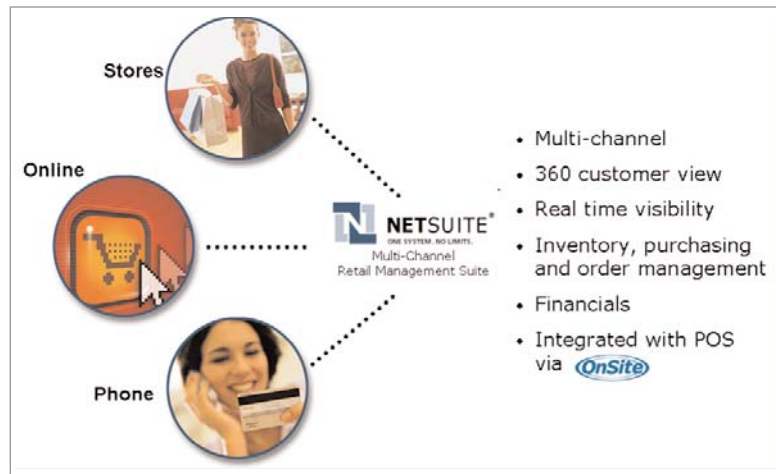 Stores
Online
Phone
N NETSUITE®
ONE SYSTEM. NO LIMITS.
Multi-Channel
Retail Management Suite
• Multi-channel
• 360 customer view
• Real time visibility
• Inventory, purchasing
and order management
• Financials
• Integrated with POS
via OnSite